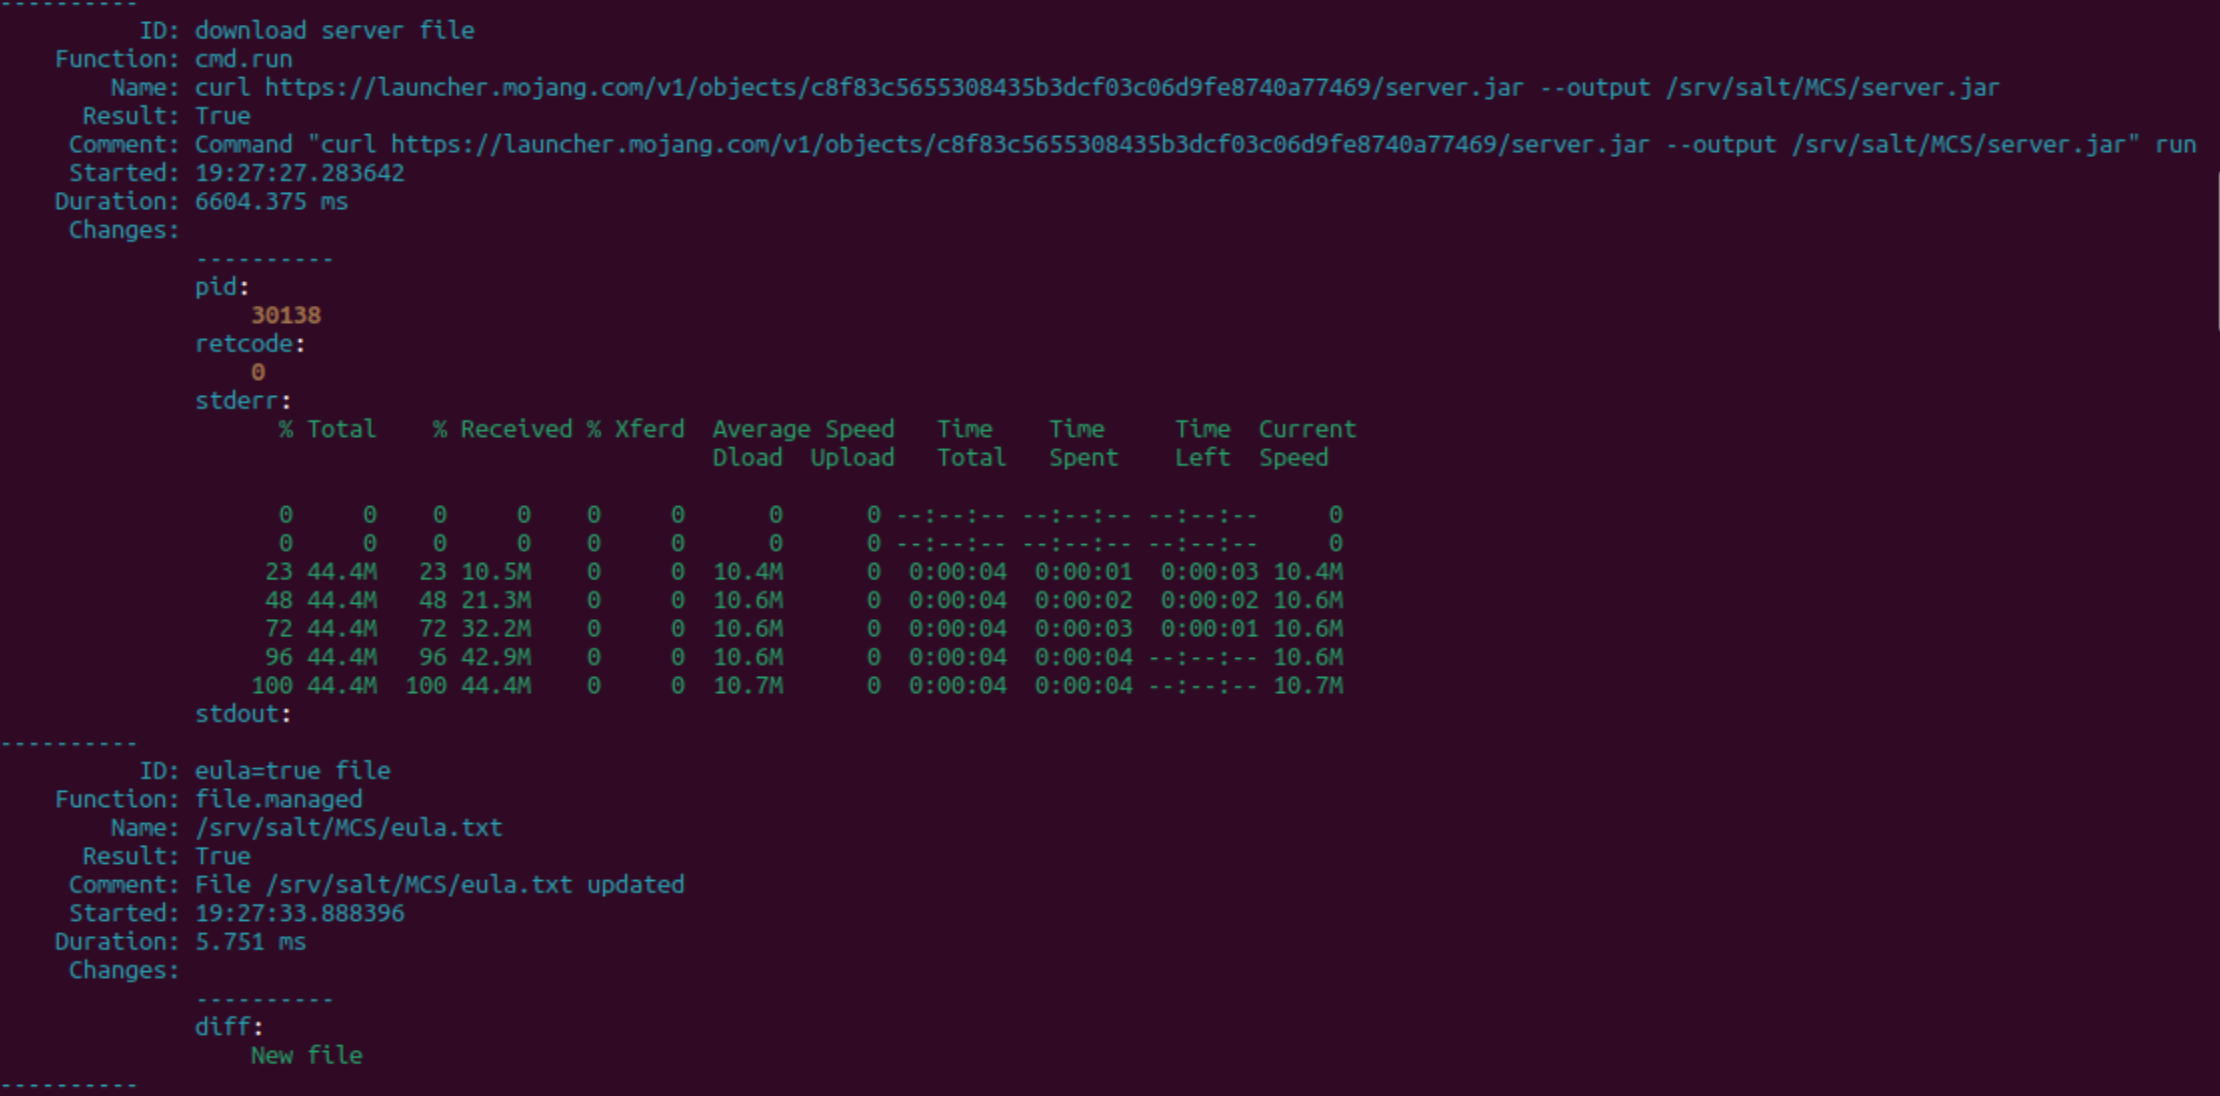 ----------
          ID: download server file
    Function: cmd.run
        Name: curl https://launcher.mojang.com/v1/objects/c8f83c5655308435b3dcf03c06d9fe8740a77469/server.jar --output /srv/salt/MCS/server.jar
      Result: True
     Comment: Command "curl https://launcher.mojang.com/v1/objects/c8f83c5655308435b3dcf03c06d9fe8740a77469/server.jar --output /srv/salt/MCS/server.jar" run
     Started: 19:27:27.283642
    Duration: 6604.375 ms
     Changes:
              ----------
              pid:
                  30138
              retcode:
                  0
              stderr:
                    % Total    % Received % Xferd  Average Speed   Time    Time     Time  Current
                                                   Dload  Upload   Total   Spent    Left  Speed
                    0     0    0     0    0     0      0      0 --:--:-- --:--:-- --:--:--     0
                    0     0    0     0    0     0      0      0 --:--:-- --:--:-- --:--:--     0
                   23 44.4M   23 10.5M    0     0  10.4M      0  0:00:04  0:00:01  0:00:03 10.4M
                   48 44.4M   48 21.3M    0     0  10.6M      0  0:00:04  0:00:02  0:00:02 10.6M
                   72 44.4M   72 32.2M    0     0  10.6M      0  0:00:04  0:00:03  0:00:01 10.6M
                   96 44.4M   96 42.9M    0     0  10.6M      0  0:00:04  0:00:04 --:--:-- 10.6M
                  100 44.4M  100 44.4M    0     0  10.7M      0  0:00:04  0:00:04 --:--:-- 10.7M
              stdout:
----------
          ID: eula=true file
    Function: file.managed
        Name: /srv/salt/MCS/eula.txt
      Result: True
     Comment: File /srv/salt/MCS/eula.txt updated
     Started: 19:27:33.888396
    Duration: 5.751 ms
     Changes:
              ----------
              diff:
                  New file
----------